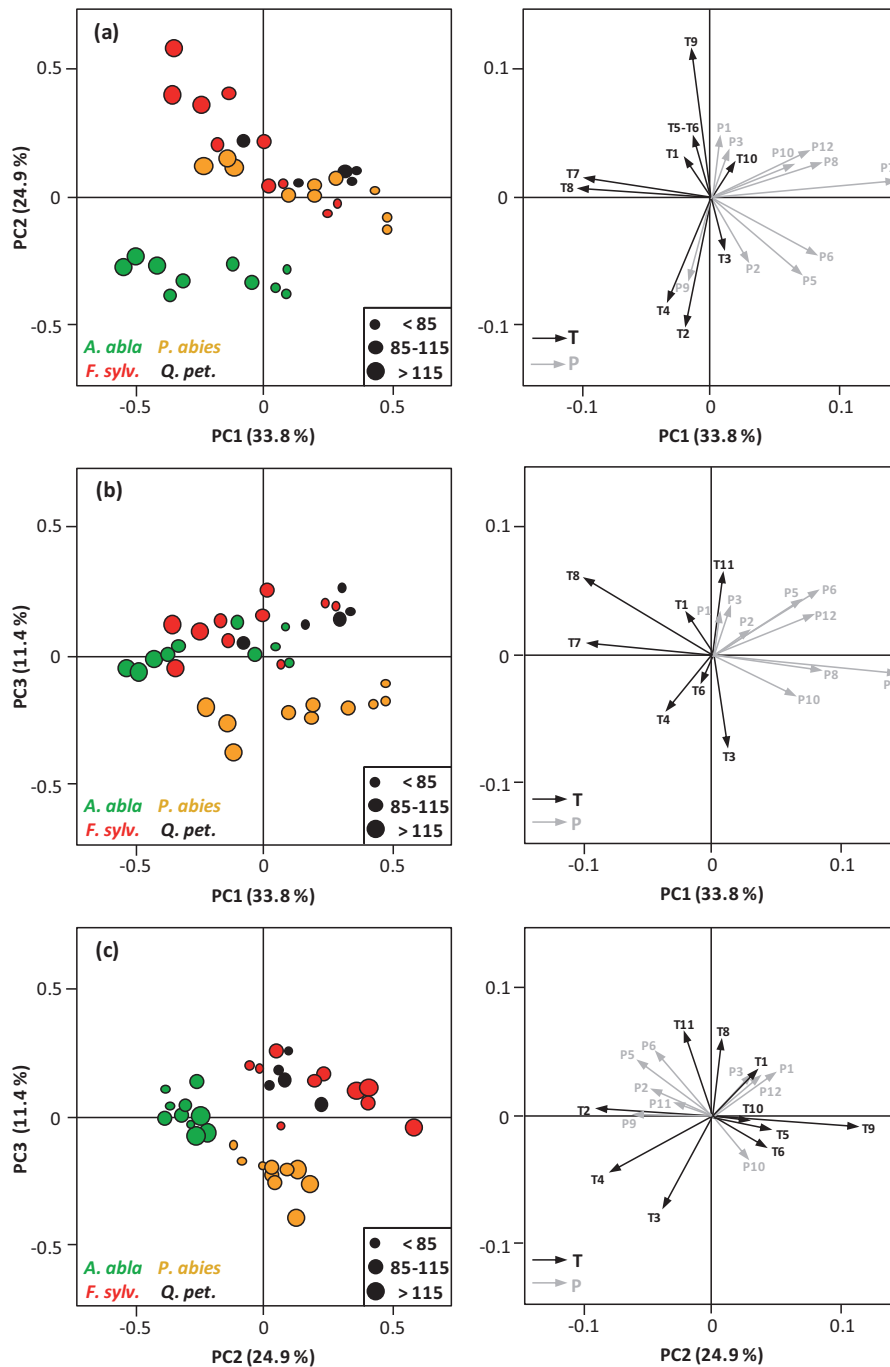 (a)
0.5
0
-0.5
PC2 (24.9 %)
A. abla P. abies
F. sylv. Q. pet.
< 85
85-115
> 115
-0.5 0 0.5
PC1 (33.8 %)
0.1
0
-0.1
T9
T5-T6
P1
P3
T1
T10
P10
P12
P8
T7
T8
T3
P2
P6
P5
P9
T4
T2
T
P
-0.1 0 0.1
PC1 (33.8 %)
(b)
0.5
0
-0.5
PC3 (11.4 %)
A. abla P. abies
F. sylv. Q. pet.
< 85
85-115
> 115
-0.5 0 0.5
PC1 (33.8 %)
0.1
0
-0.1
T8
T11
T1
P1
P3
P5
P6
P2
P12
T7
T6
P8
P10
T4
T3
T
P
-0.1 0 0.1
PC1 (33.8 %)
(c)
0.5
0
-0.5
PC3 (11.4 %)
A. abla P. abies
F. sylv. Q. pet.
< 85
85-115
> 115
-0.5 0 0.5
PC2 (24.9 %)
0.1
0
-0.1
T11
T8
P6
P5
T1
P3
P1
P2
P12
P11
T2
P9
T10
T5
T9
T6
P10
T4
T3
T
P
-0.1 0 0.1
PC2 (24.9 %)